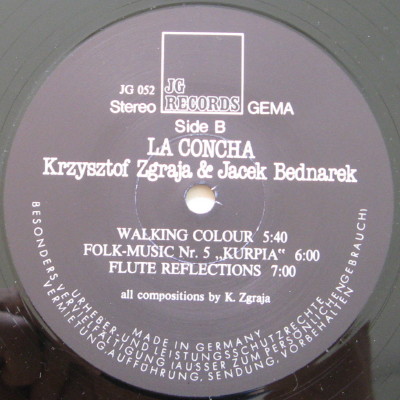 JG
RECORDS
JG 052
Stereo
GEMA
Side B
LA CONCHA
Krzysztof Zgraja & Jacek Bednarek
WALKING COLOUR 5:40
FOLK-MUSIC Nr. 5 „KURPIA“ 6:00
FLUTE REFLECTIONS 7:00
all compositions by K. Zgraja
MADE IN GERMANY
URHEBER- UND LEISTUNGSSCHUTZRECHTE
BESONDERS VERVIELFÄLTIGUNG (AUSSER ZUM PERSÖNLICHEN GEBRAUCH)
VERMIETUNG, AUFFÜHRUNG, SENDUNG, VORBEHALTEN